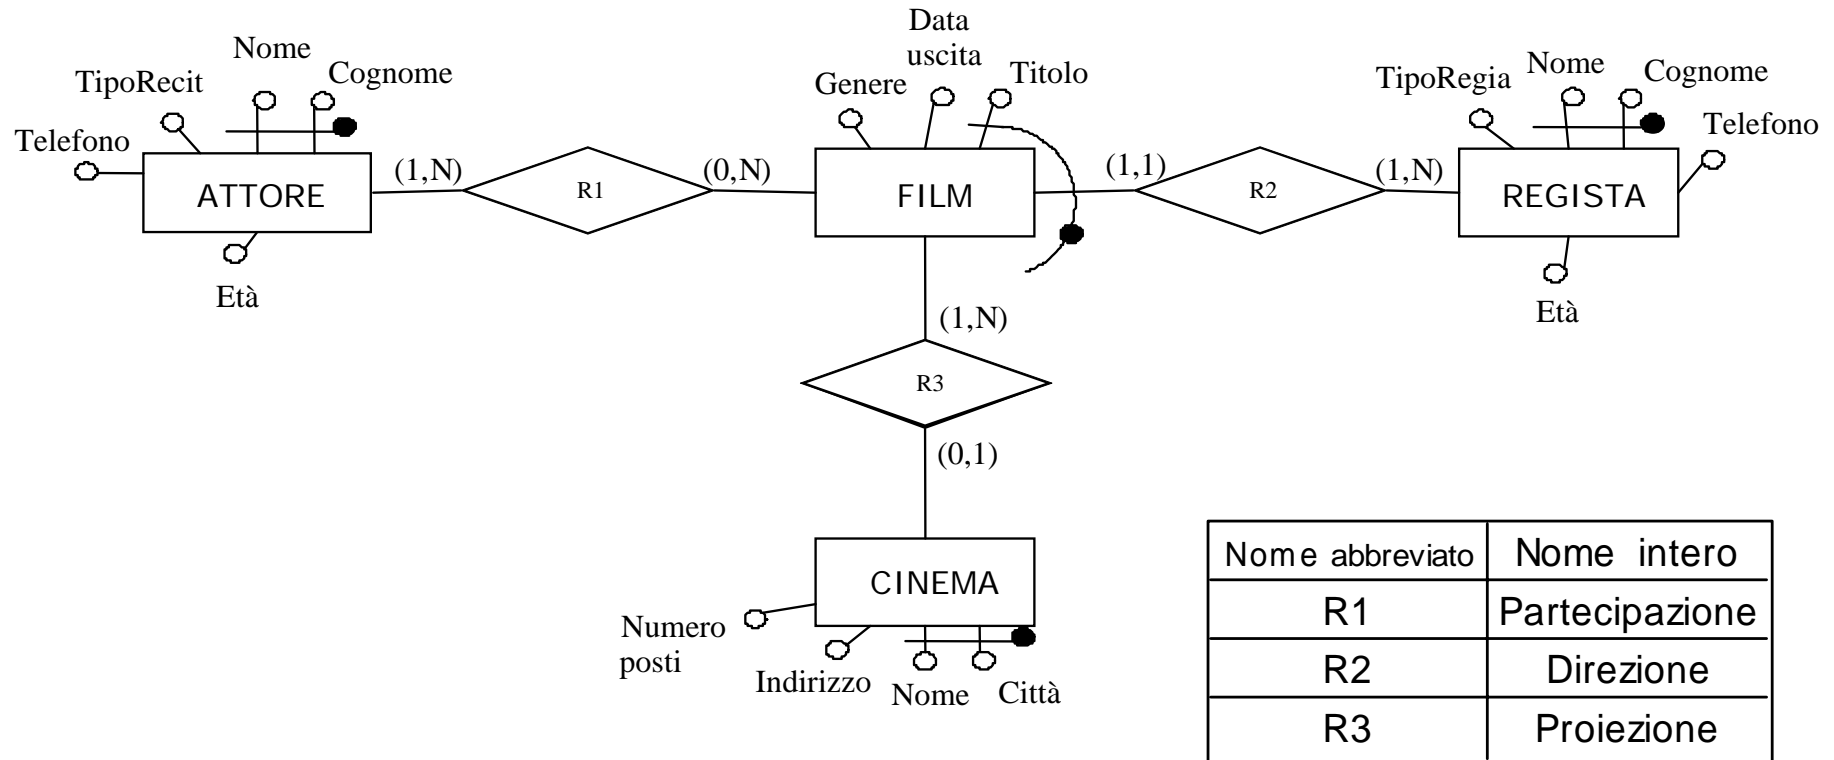 Data
uscita
Nome
Cognome
TipoRecit
Telefono
Genere
Titolo
TipoRegia
Nome
Cognome
Telefono
ATTORE
(1,N)
R1
(0,N)
FILM
(1,1)
R2
(1,N)
REGISTA
Età
Età
(1,N)
R3
(0,1)
CINEMA
Numero
posti
Indirizzo
Nome
Città
Nome abbreviato Nome intero
R1 Partecipazione
R2 Direzione
R3 Proiezione